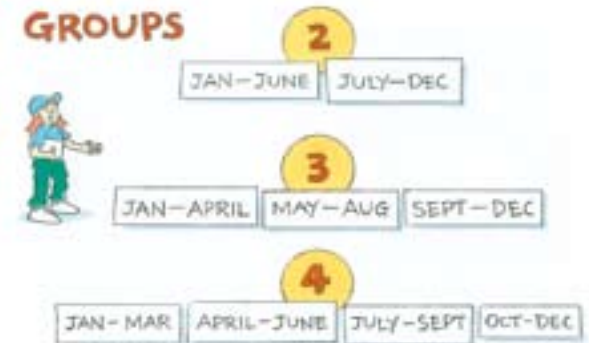 GROUPS
2
JAN-JUNE JULY-DEC
3
JAN-APRIL MAY-AUG SEPT-DEC
4
JAN-MAR APRIL-JUNE JULY-SEPT OCT-DEC